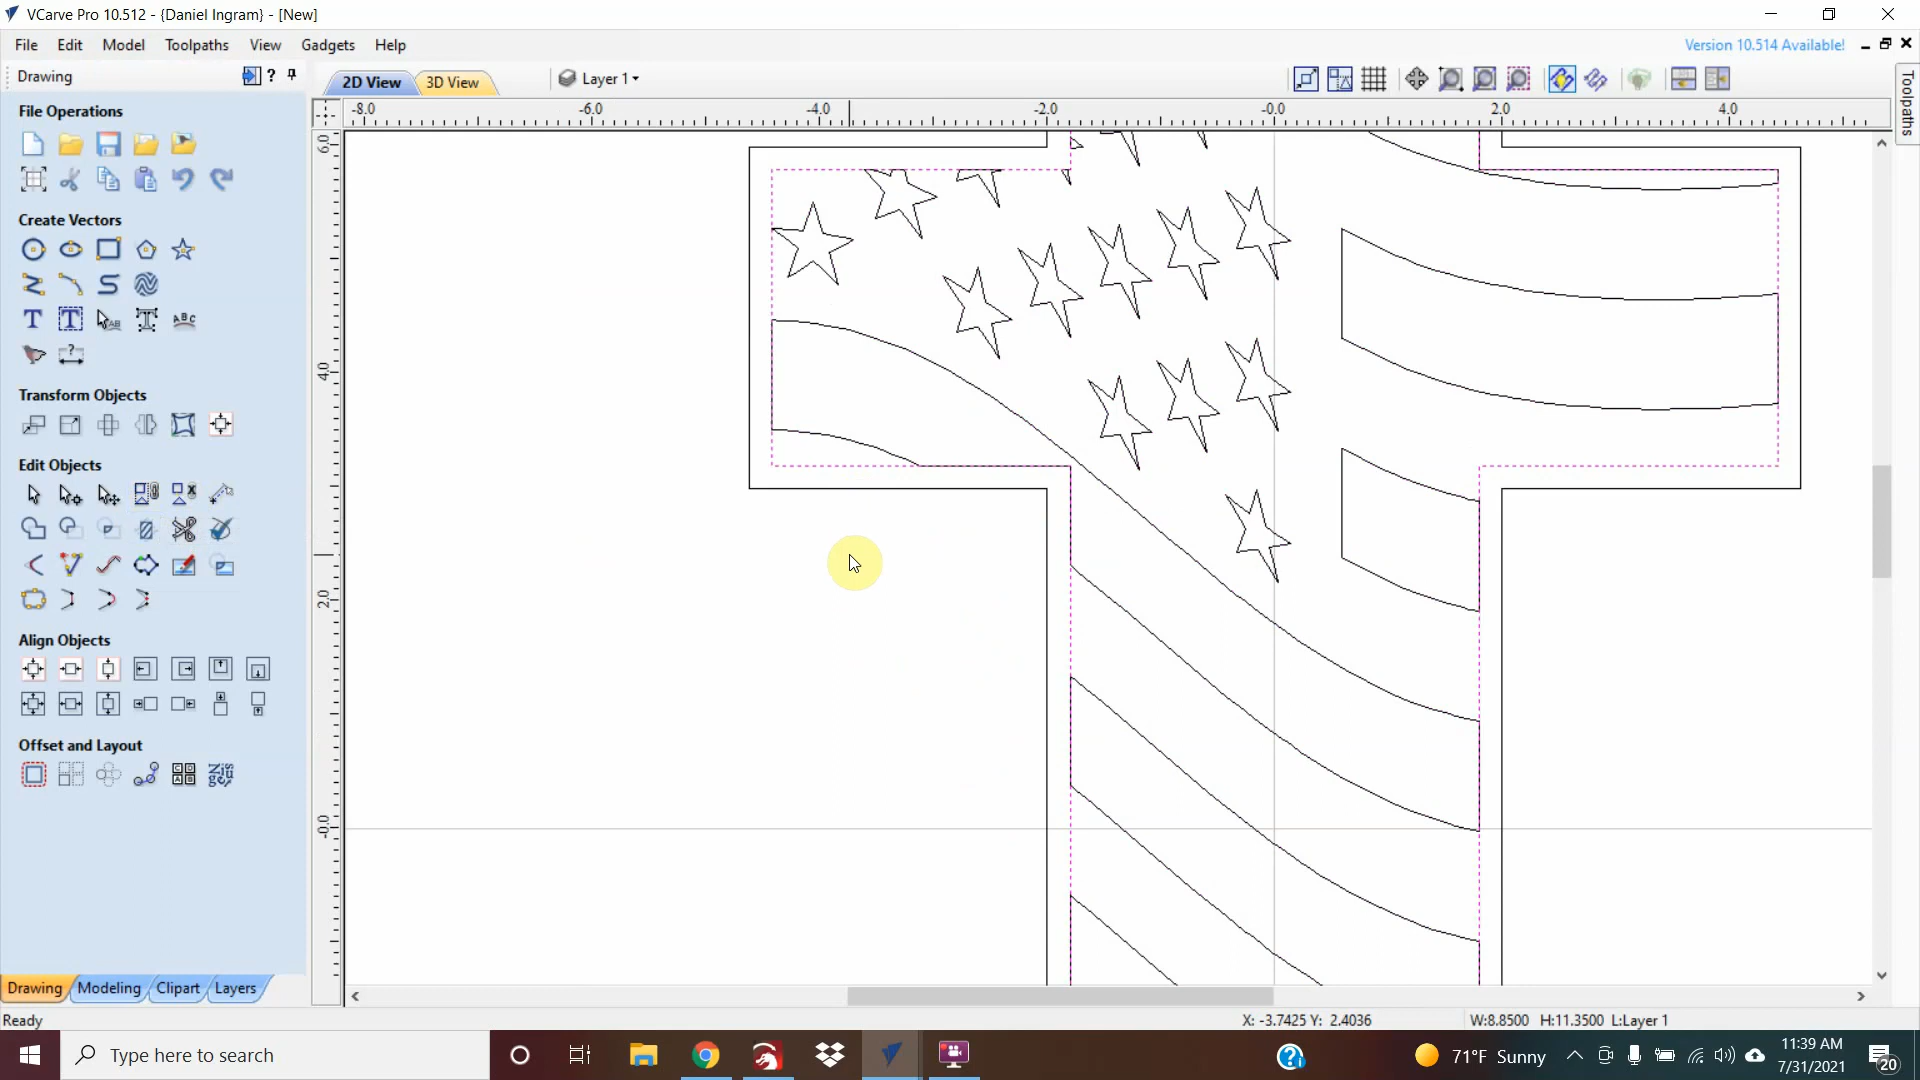 VCarve Pro 10.512 - {Daniel Ingram} - [New]
File Edit Model Toolpaths View Gadgets Help
Version 10.514 Available!
Drawing
2D View 3D View Layer 1
Toolpaths
-8.0 -6.0 -4.0 -2.0 -0.0 2.0 4.0
6.0
4.0
2.0
-0.0
File Operations
Create Vectors
Transform Objects
Edit Objects
Align Objects
Offset and Layout
Drawing Modeling Clipart Layers
Ready
X: -3.7425 Y: 2.4036
W:8.8500 H:11.3500 L:Layer 1
Type here to search
71°F Sunny
11:39 AM
7/31/2021
20